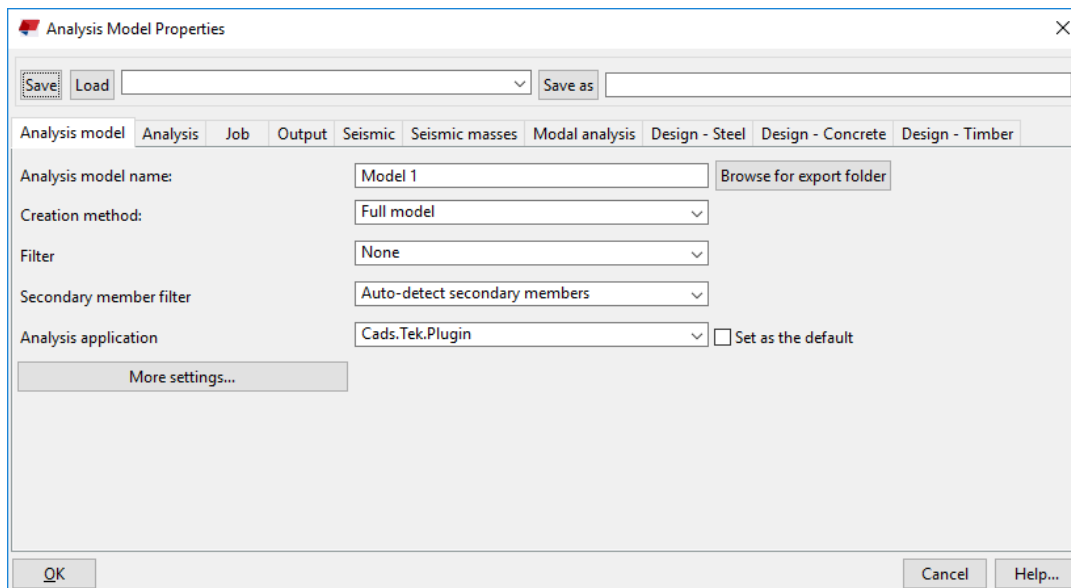 Analysis Model Properties
Save Load Save as
Analysis model Analysis Job Output Seismic Seismic masses Modal analysis Design - Steel Design - Concrete Design - Timber
Analysis model name: Model 1 Browse for export folder
Creation method: Full model
Filter None
Secondary member filter Auto-detect secondary members
Analysis application Cads.Tek.Plugin Set as the default
More settings...
OK Cancel Help...